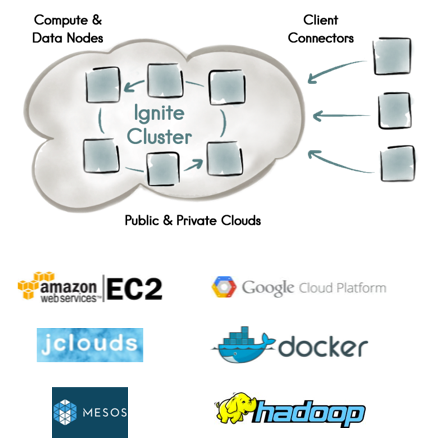 Compute &
Data Nodes
Client
Connectors
Ignite
Cluster
Public & Private Clouds
amazon
webservices™
EC2
Google Cloud Platform
jclouds
docker
MESOS
hadoop